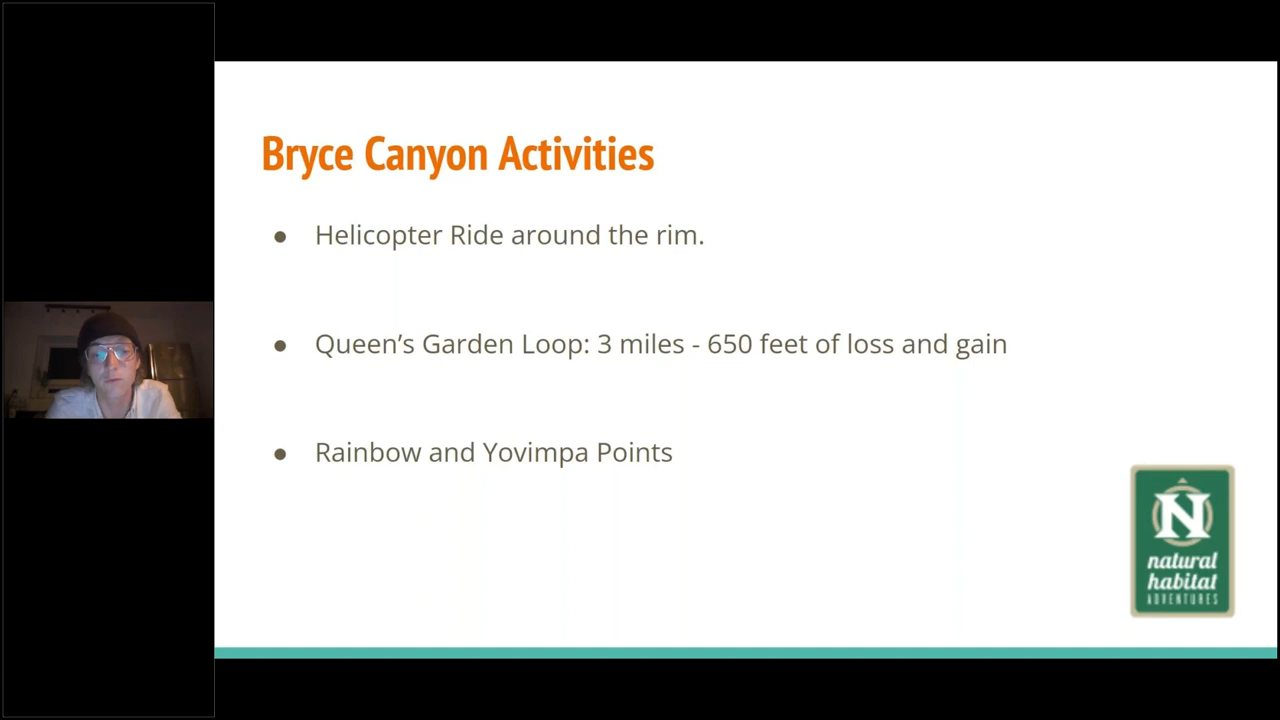 Bryce Canyon Activities
● Helicopter Ride around the rim.
● Queen’s Garden Loop: 3 miles - 650 feet of loss and gain
● Rainbow and Yovimpa Points
N
natural
habitat
ADVENTURES